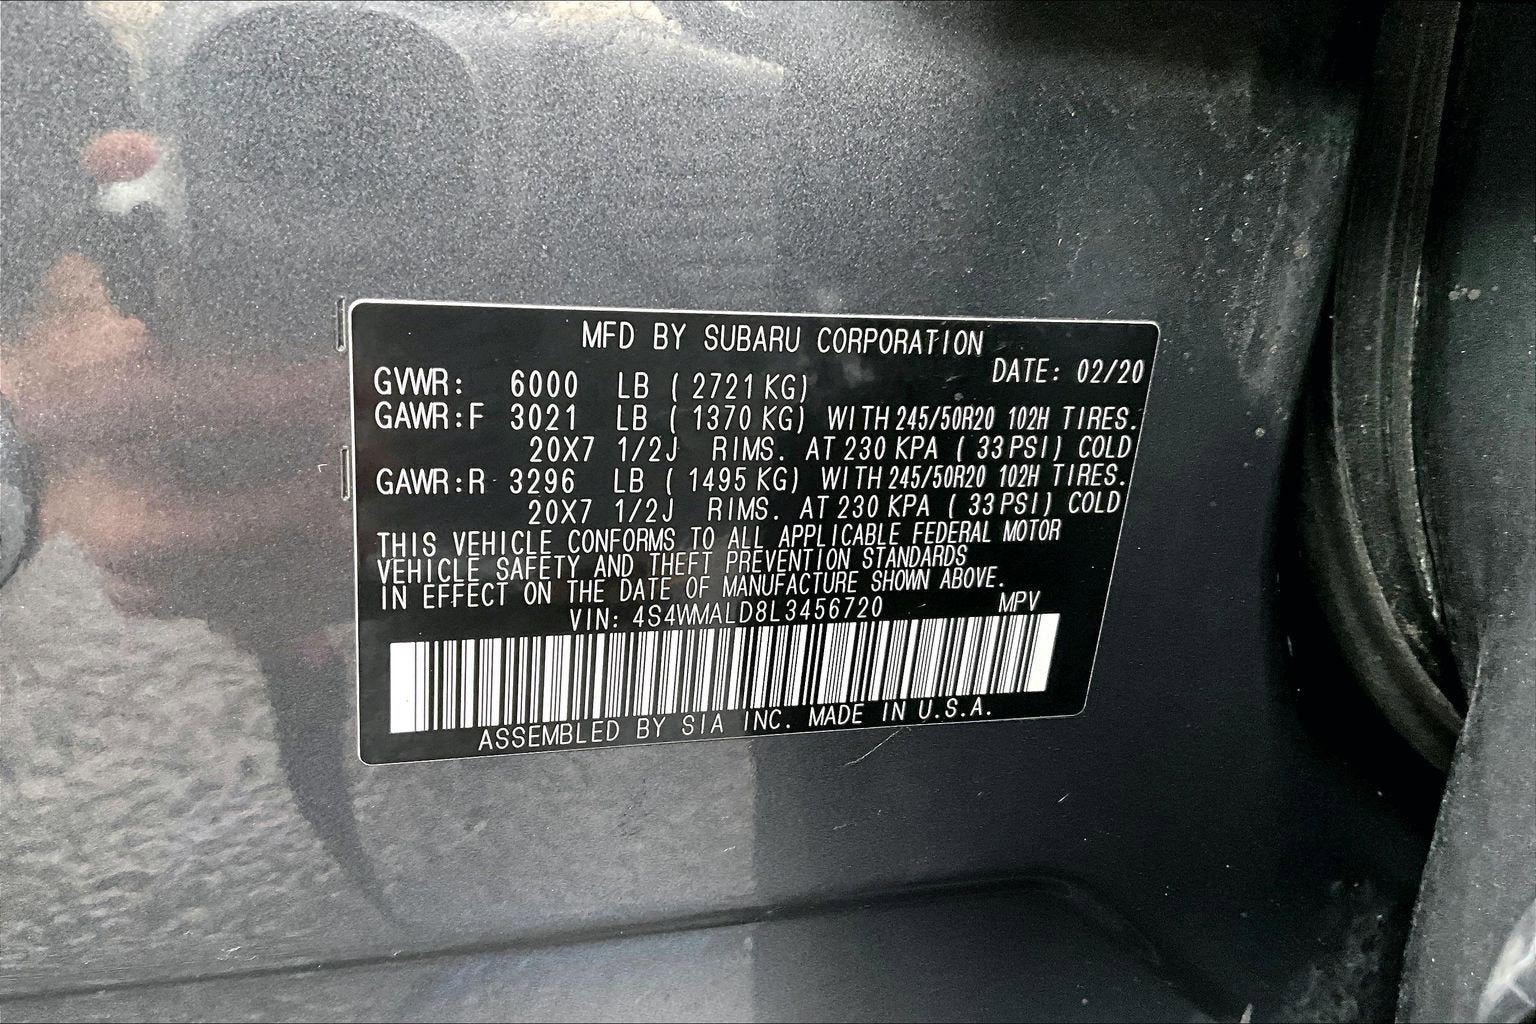 MFD BY SUBARU CORPORATION
DATE: 02/20
GVWR: 6000 LB ( 2721 KG)
GAWR:F 3021 LB ( 1370 KG) WITH 245/50R20 102H TIRES.
20X7 1/2J RIMS. AT 230 KPA ( 33 PSI) COLD
GAWR:R 3296 LB ( 1495 KG) WITH 245/50R20 102H TIRES.
20X7 1/2J RIMS. AT 230 KPA ( 33 PSI) COLD
THIS VEHICLE CONFORMS TO ALL APPLICABLE FEDERAL MOTOR
VEHICLE SAFETY AND THEFT PREVENTION STANDARDS
IN EFFECT ON THE DATE OF MANUFACTURE SHOWN ABOVE.
VIN: 4S4WMALD8L3456720 MPV
ASSEMBLED BY SIA INC. MADE IN U.S.A.